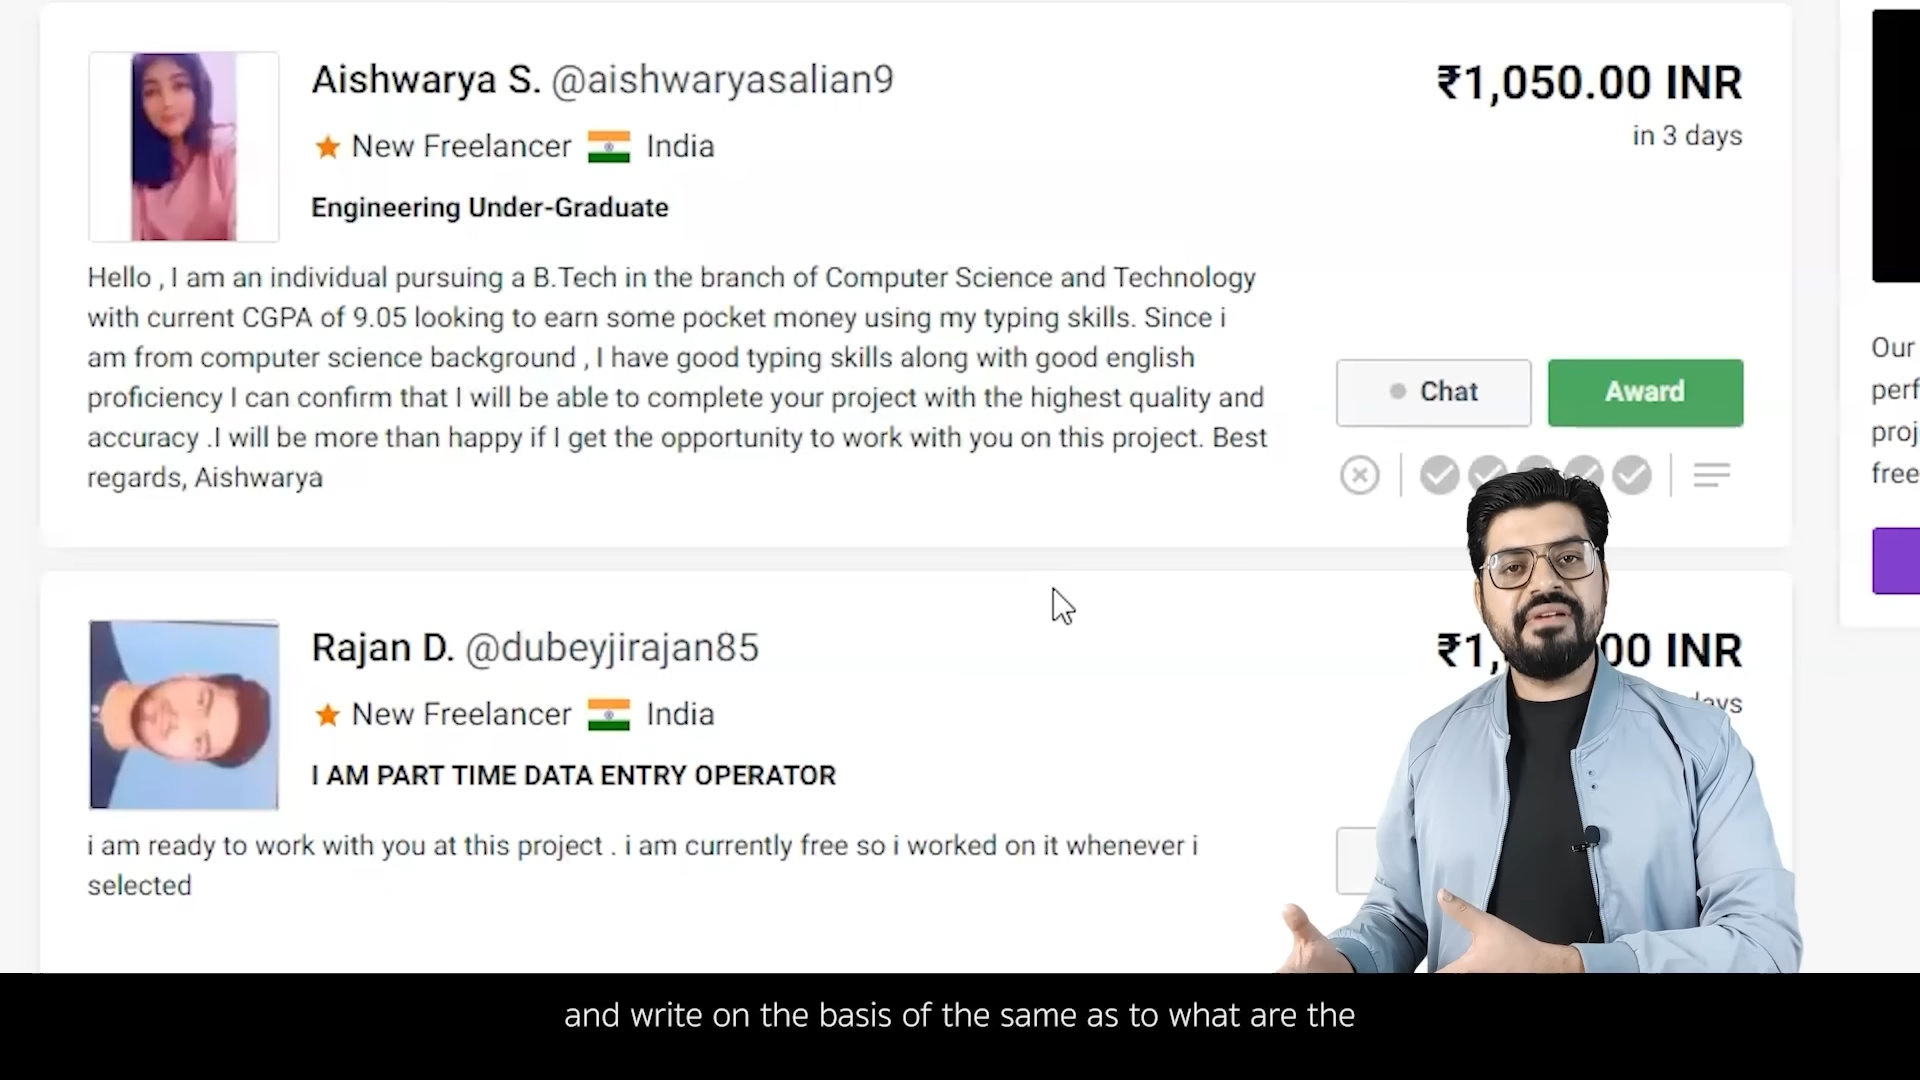 Aishwarya S. @aishwaryasalian9
₹1,050.00 INR
in 3 days
New Freelancer India
Engineering Under-Graduate
Hello , I am an individual pursuing a B.Tech in the branch of Computer Science and Technology
with current CGPA of 9.05 looking to earn some pocket money using my typing skills. Since i
am from computer science background , I have good typing skills along with good english
proficiency I can confirm that I will be able to complete your project with the highest quality and
accuracy .I will be more than happy if I get the opportunity to work with you on this project. Best
regards, Aishwarya
Chat
Award
Our
Rajan D. @dubeyjirajan85
00 INR
New Freelancer India
I AM PART TIME DATA ENTRY OPERATOR
i am ready to work with you at this project . i am currently free so i worked on it whenever i
selected
and write on the basis of the same as to what are the